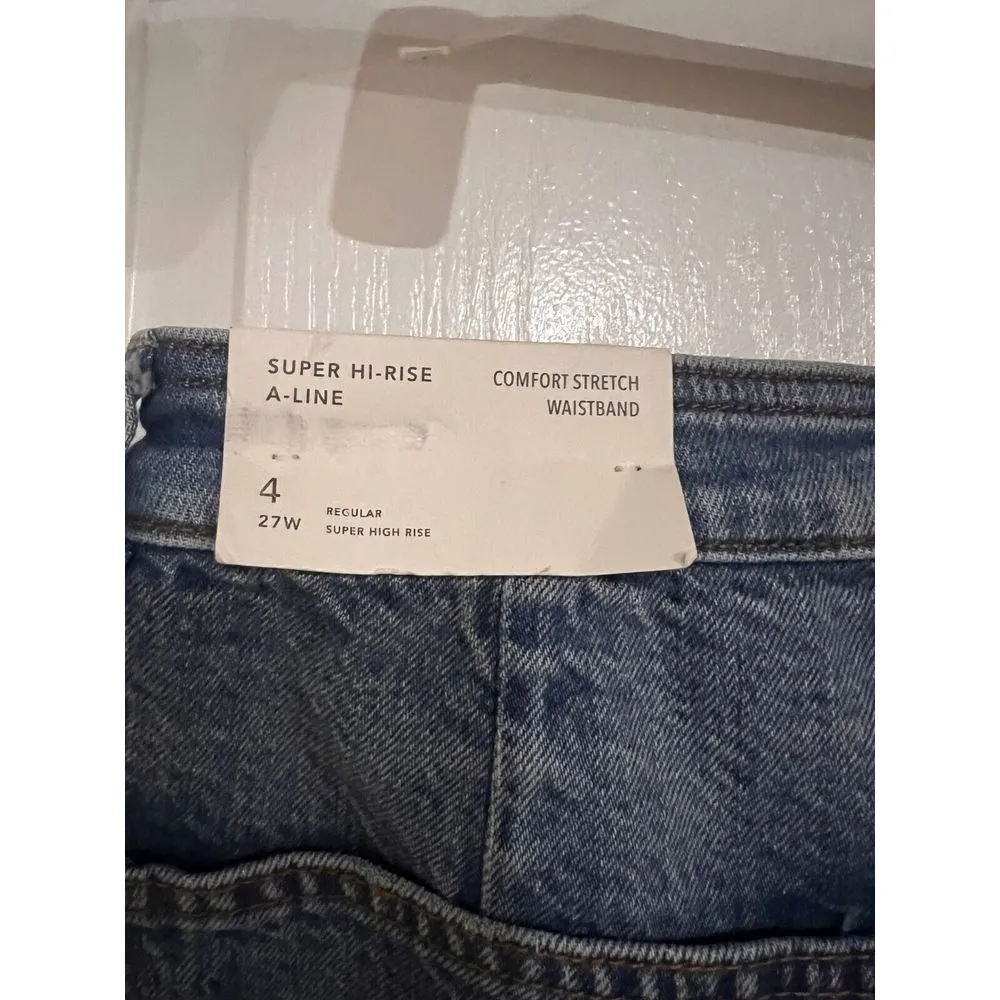 SUPER HI-RISE
A-LINE
COMFORT STRETCH
WAISTBAND
4
27W
REGULAR
SUPER HIGH RISE